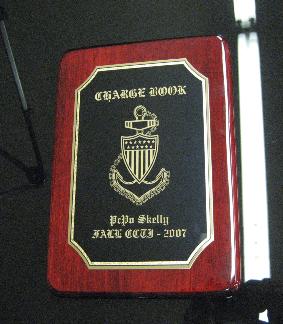 CHARGE BOOK
PcPo Skelly
FALL CCTI - 2007